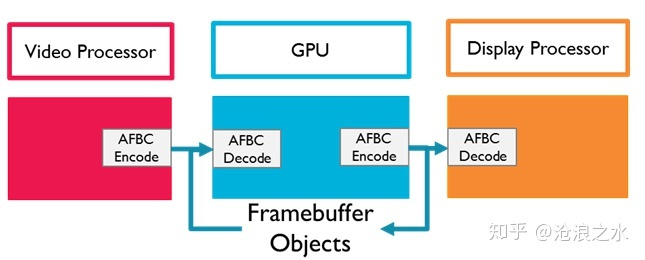 Video Processor
GPU
Display Processor
AFBC
Encode
AFBC
Decode
AFBC
Encode
AFBC
Decode
Framebuffer
Objects
知乎 @沧浪之水